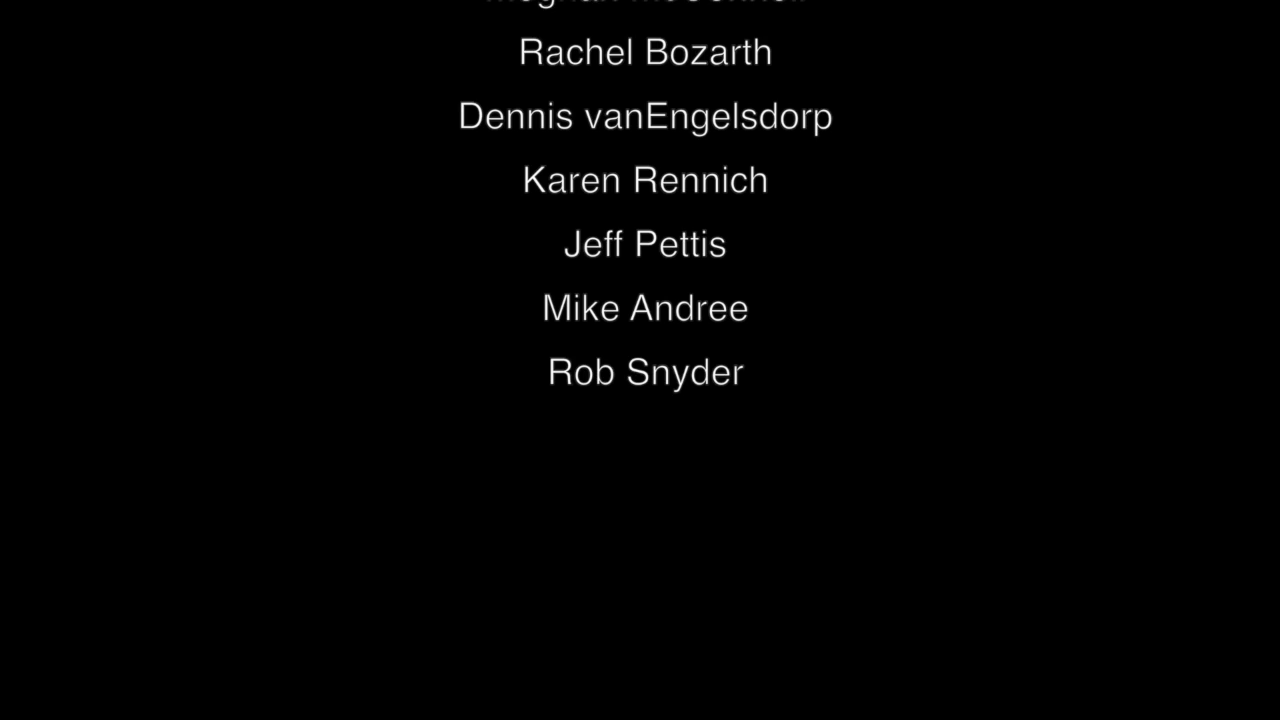 Rachel Bozarth
Dennis vanEngelsdorp
Karen Rennich
Jeff Pettis
Mike Andree
Rob Snyder